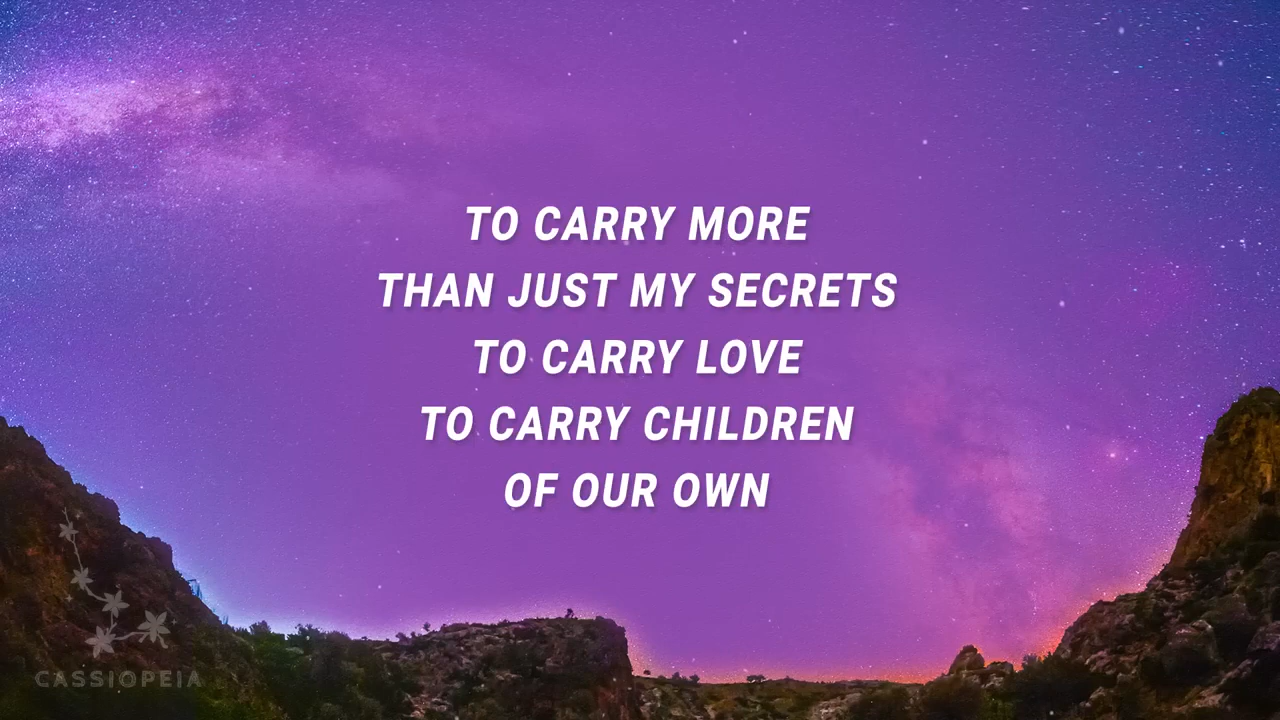 TO CARRY MORE
THAN JUST MY SECRETS
TO CARRY LOVE
TO CARRY CHILDREN
OF OUR OWN
CASSIOPEIA